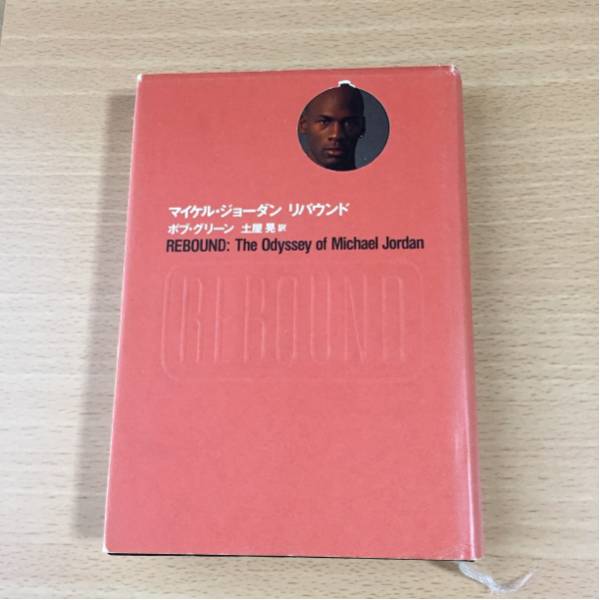 マイケル・ジョーダン リバウンド
ボブ・グリーン 土屋 晃 訳
REBOUND: The Odyssey of Michael Jordan
REBOUND